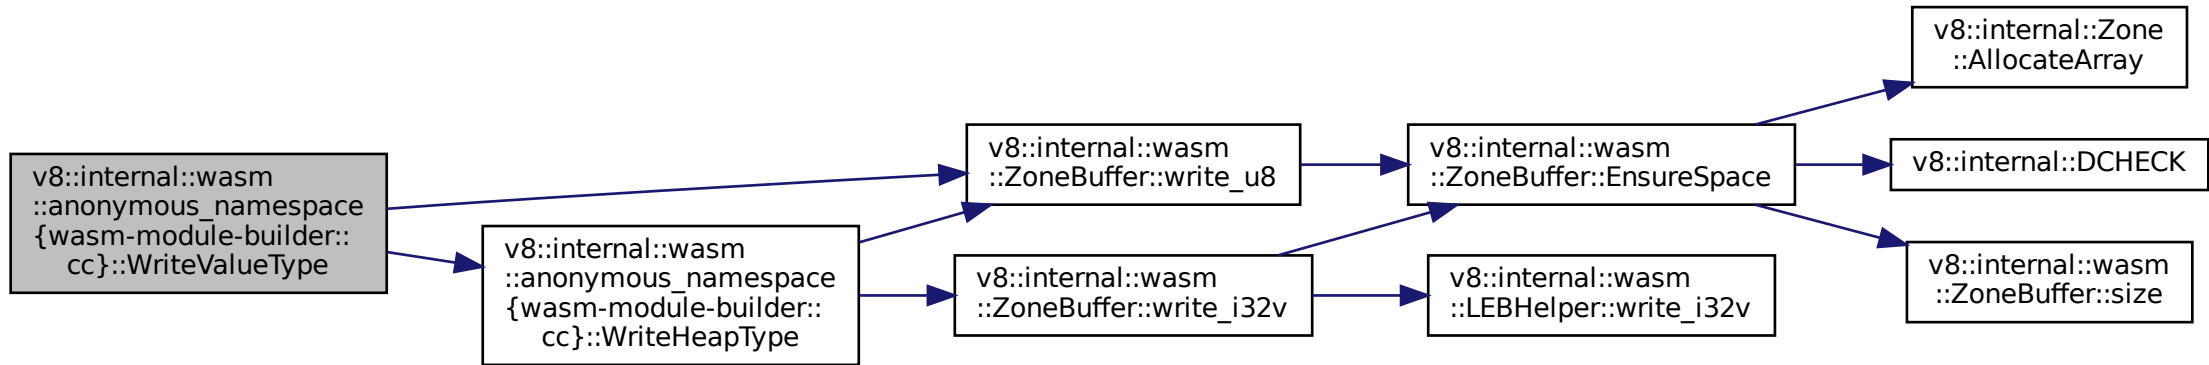 v8::internal::wasm
::anonymous_namespace
{wasm-module-builder::
cc}::WriteValueType
v8::internal::wasm
::anonymous_namespace
{wasm-module-builder::
cc}::WriteHeapType
v8::internal::wasm
::ZoneBuffer::write_u8
v8::internal::wasm
::ZoneBuffer::write_i32v
v8::internal::wasm
::ZoneBuffer::EnsureSpace
v8::internal::wasm
::LEBHelper::write_i32v
v8::internal::Zone
::AllocateArray
v8::internal::DCHECK
v8::internal::wasm
::ZoneBuffer::size